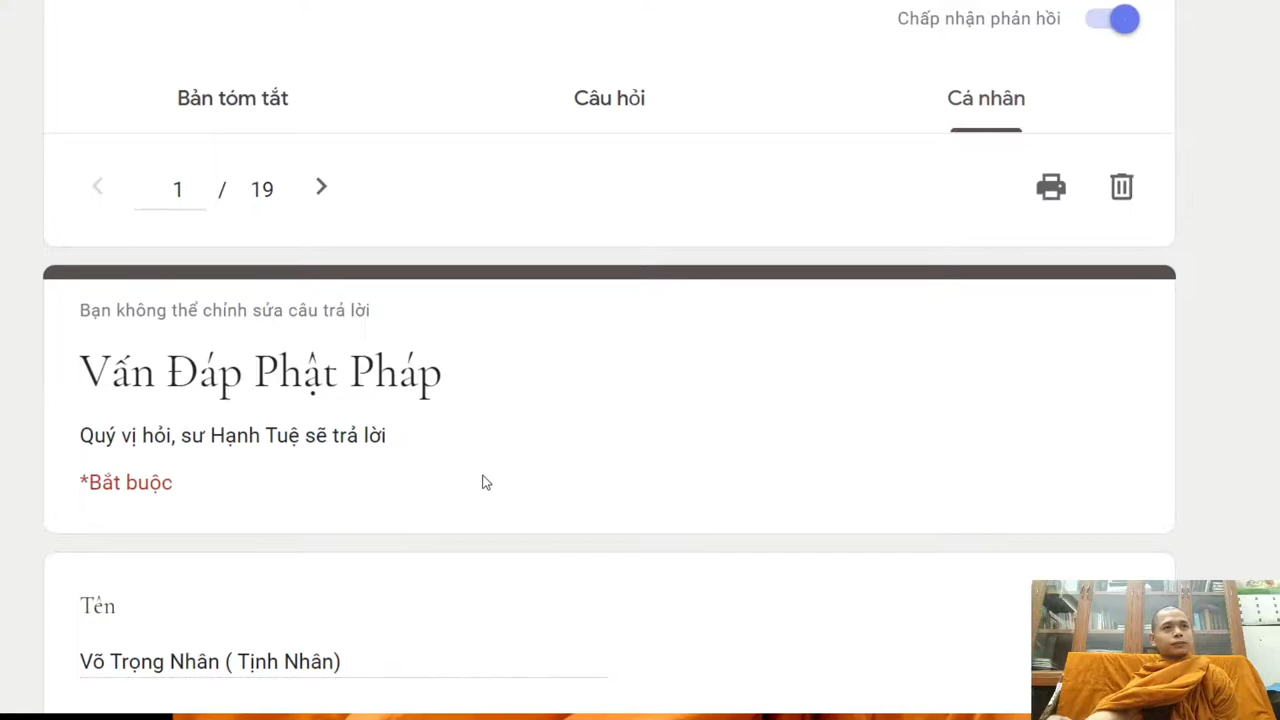 Chấp nhận phản hồi
Bản tóm tắt
Câu hỏi
Cá nhân
1 / 19
Bạn không thể chỉnh sửa câu trả lời
Vấn Đáp Phật Pháp
Quý vị hỏi, sư Hạnh Tuệ sẽ trả lời
*Bắt buộc
Tên
Võ Trọng Nhân ( Tịnh Nhân)